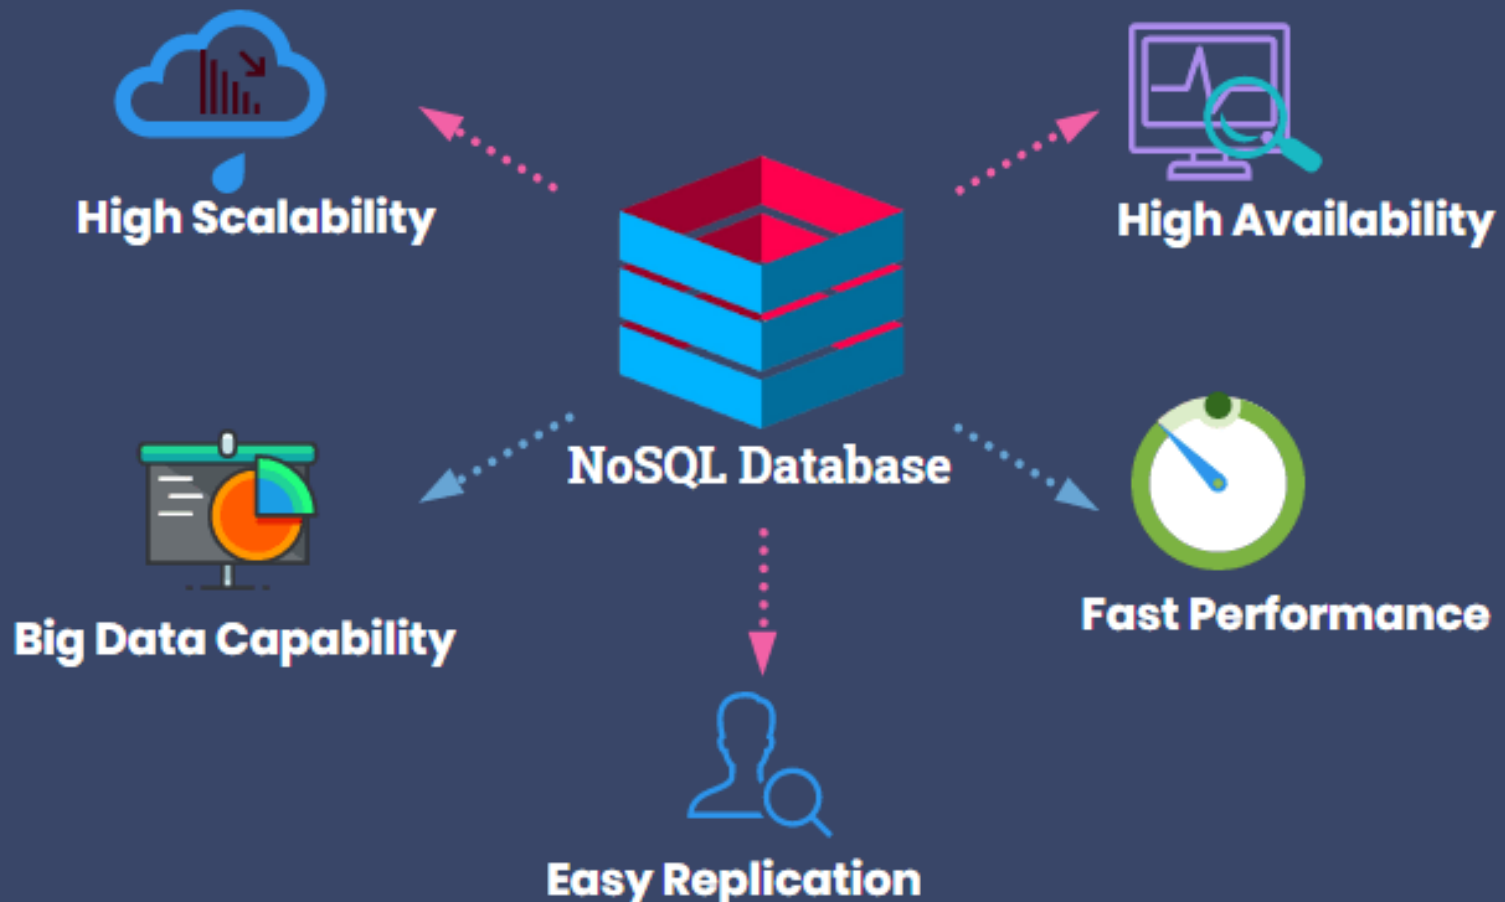 High Scalability
High Availability
NoSQL Database
Big Data Capability
Fast Performance
Easy Replication